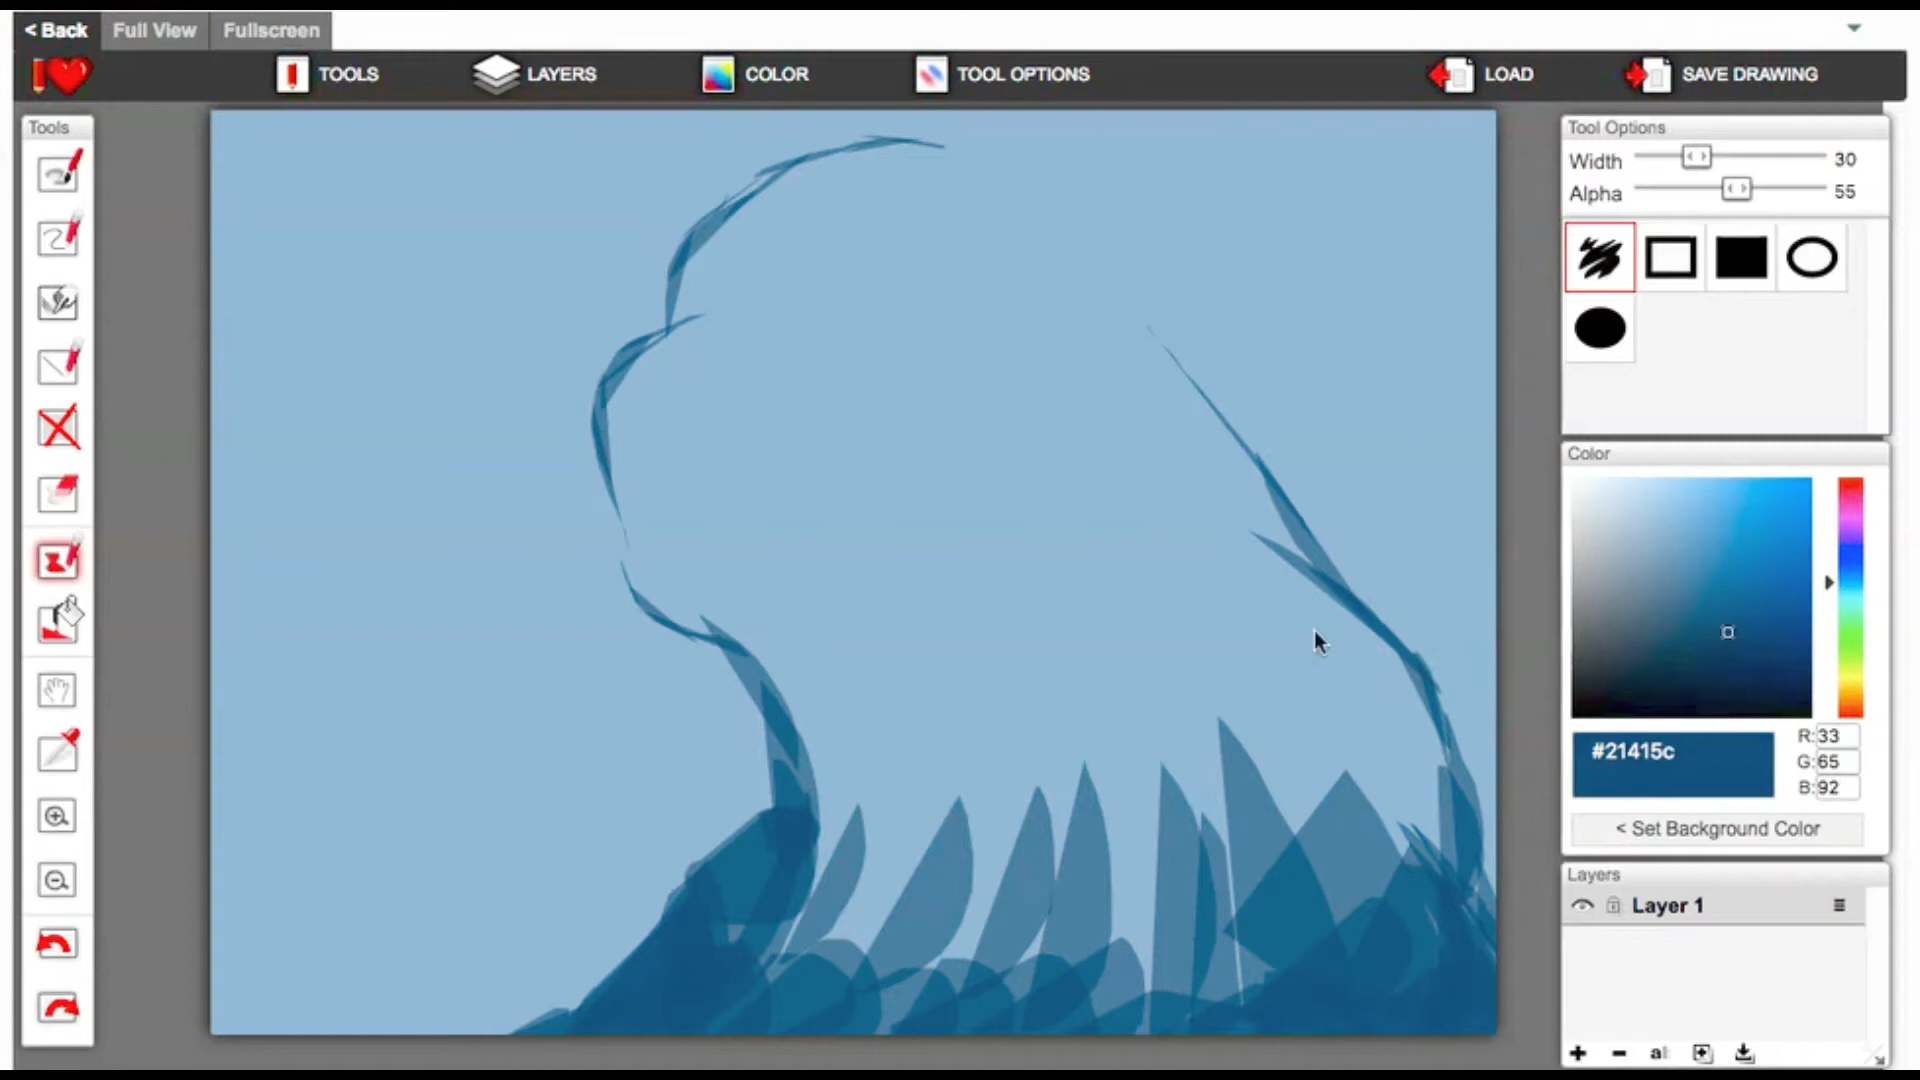 < Back Full View Fullscreen
TOOLS LAYERS COLOR TOOL OPTIONS LOAD SAVE DRAWING
Tools
Tool Options
Width 30
Alpha 55
Color
#21415c
R: 33
G: 65
B: 92
< Set Background Color
Layers
Layer 1